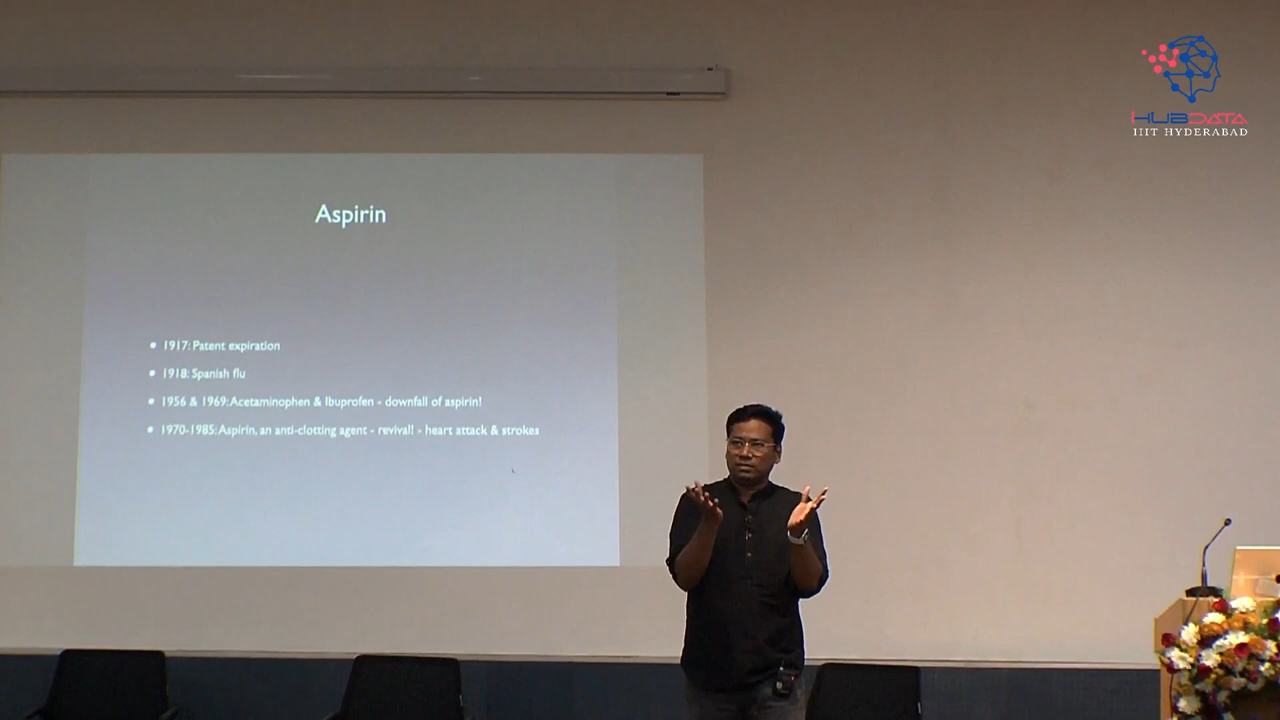 HUBDATA
IIIT HYDERABAD
Aspirin
1917: Patent expiration
1918: Spanish flu
1956 & 1969: Acetaminophen & Ibuprofen - downfall of aspirin!
1970-1985: Aspirin, an anti-clotting agent - revival! - heart attack & strokes